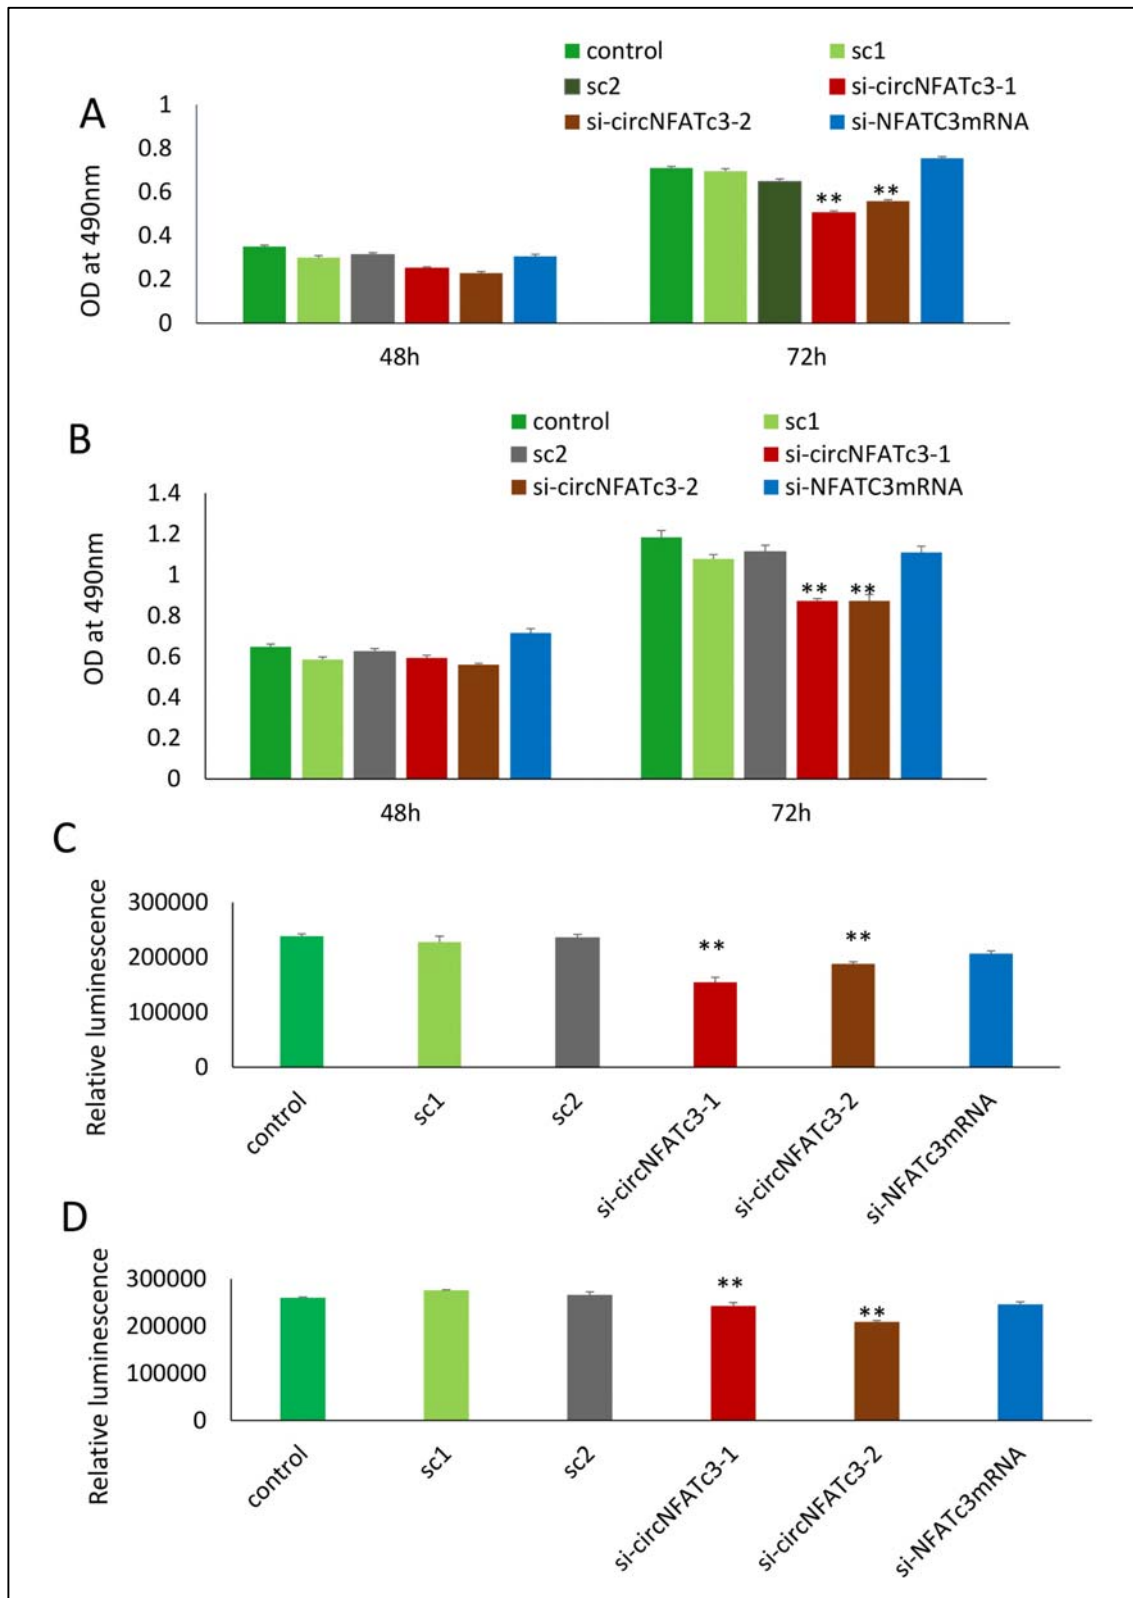 A
control
sc1
sc2
si-circNFATc3-1
si-circNFATc3-2
si-NFATC3mRNA
OD at 490nm
1
0.8
0.6
0.4
0.2
0
** **
48h
72h
B
control
sc1
sc2
si-circNFATc3-1
si-circNFATc3-2
si-NFATC3mRNA
OD at 490nm
1.4
1.2
1
0.8
0.6
0.4
0.2
0
** **
48h
72h
C
Relative luminescence
300000
200000
100000
0
** **
control
sc1
sc2
si-circNFATc3-1
si-circNFATc3-2
si-NFATc3mRNA
D
Relative luminescence
300000
200000
100000
0
** **
control
sc1
sc2
si-circNFATc3-1
si-circNFATc3-2
si-NFATc3mRNA